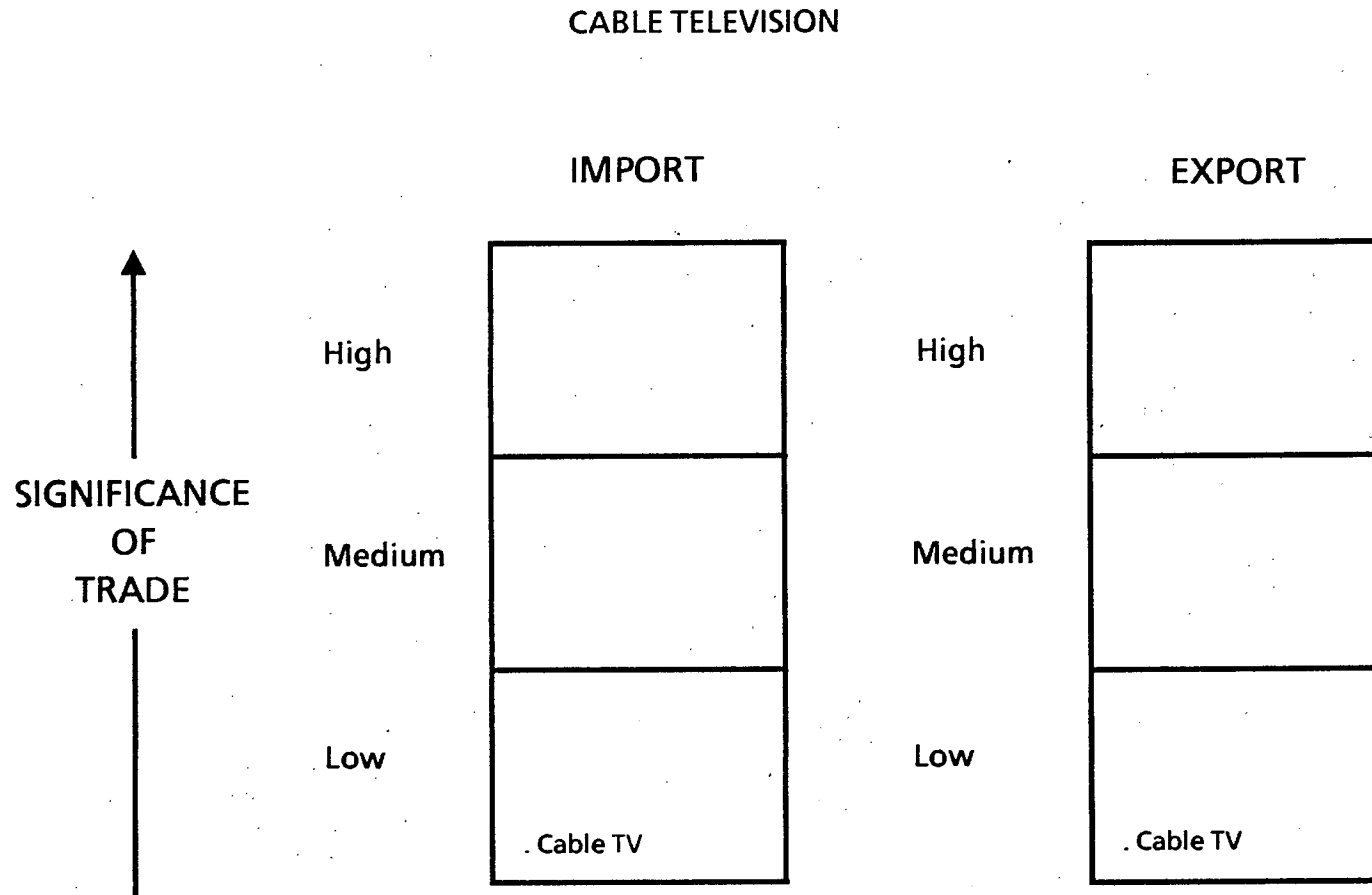 CABLE TELEVISION
IMPORT
EXPORT
High
High
SIGNIFICANCE
OF
TRADE
Medium
Medium
Low
Low
. Cable TV
. Cable TV